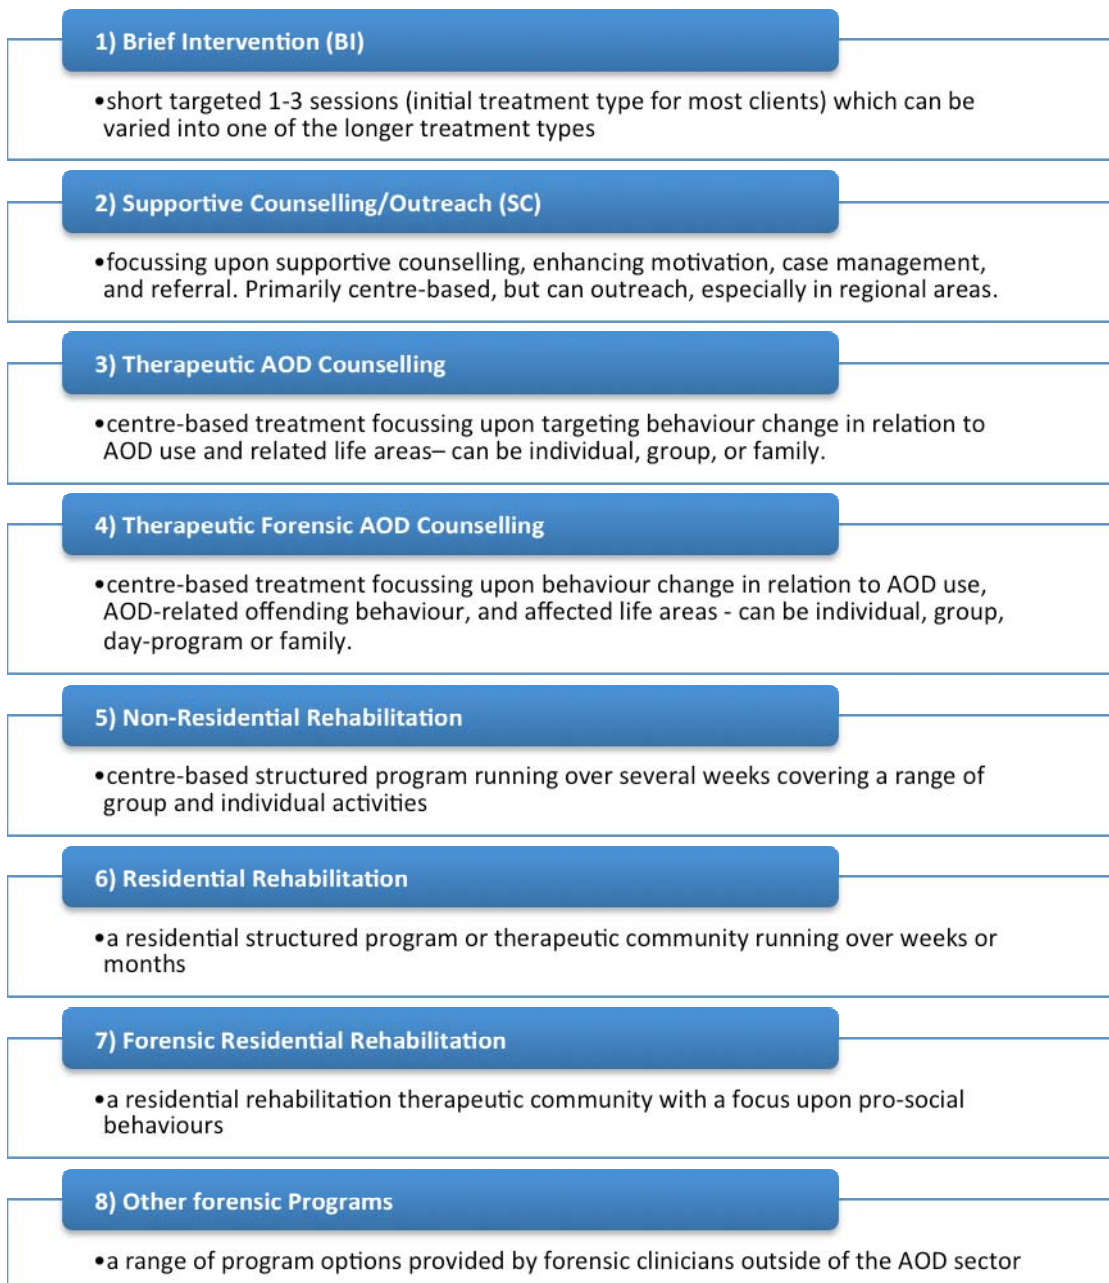 1) Brief Intervention (BI)
•short targeted 1-3 sessions (initial treatment type for most clients) which can be
varied into one of the longer treatment types
2) Supportive Counselling/Outreach (SC)
•focussing upon supportive counselling, enhancing motivation, case management,
and referral. Primarily centre-based, but can outreach, especially in regional areas.
3) Therapeutic AOD Counselling
•centre-based treatment focussing upon targeting behaviour change in relation to
AOD use and related life areas– can be individual, group, or family.
4) Therapeutic Forensic AOD Counselling
•centre-based treatment focussing upon behaviour change in relation to AOD use,
AOD-related offending behaviour, and affected life areas - can be individual, group,
day-program or family.
5) Non-Residential Rehabilitation
•centre-based structured program running over several weeks covering a range of
group and individual activities
6) Residential Rehabilitation
•a residential structured program or therapeutic community running over weeks or
months
7) Forensic Residential Rehabilitation
•a residential rehabilitation therapeutic community with a focus upon pro-social
behaviours
8) Other forensic Programs
•a range of program options provided by forensic clinicians outside of the AOD sector